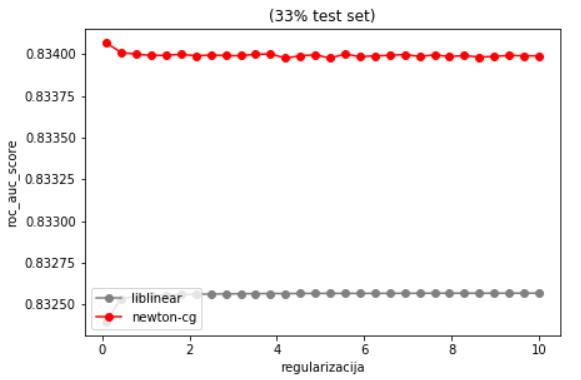 (33% test set)
roc_auc_score
0.83400
0.83375
0.83350
0.83325
0.83300
0.83275
0.83250
liblinear
newton-cg
0 2 4 6 8 10
regularizacija